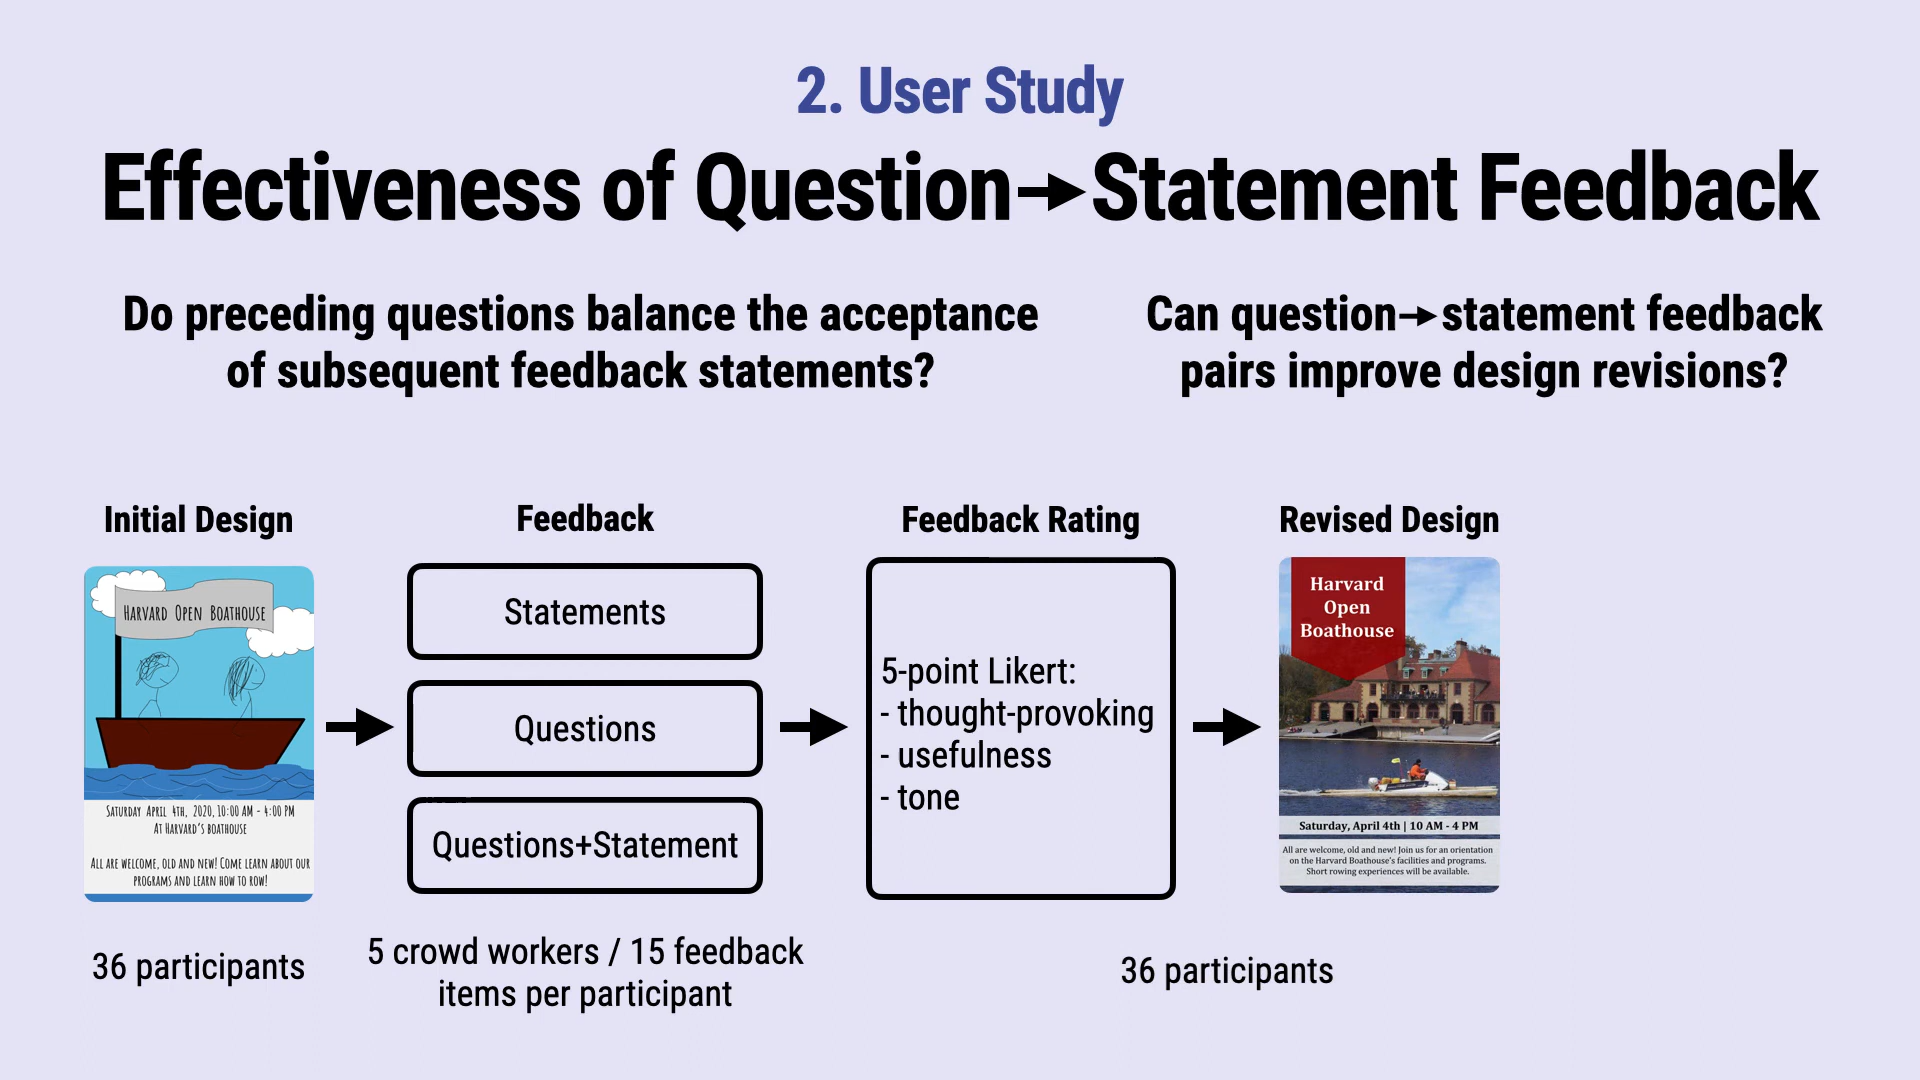 2. User Study
Effectiveness of Question→Statement Feedback
Do preceding questions balance the acceptance
of subsequent feedback statements?
Can question→statement feedback
pairs improve design revisions?
Initial Design
HARVARD OPEN BOATHOUSE
SATURDAY APRIL 4TH, 2020, 10:00 AM - 4:00 PM
AT HARVARD'S BOATHOUSE
ALL ARE WELCOME, OLD AND NEW! COME LEARN ABOUT OUR
PROGRAMS AND LEARN HOW TO ROW!
36 participants
Feedback
Statements
Questions
Questions+Statement
5 crowd workers / 15 feedback
items per participant
Feedback Rating
5-point Likert:
- thought-provoking
- usefulness
- tone
Revised Design
Harvard
Open
Boathouse
Saturday, April 4th | 10 AM - 4 PM
All are welcome, old and new! Join us for an orientation
on the Harvard Boathouse's facilities and programs.
Short rowing experiences will be available.
36 participants